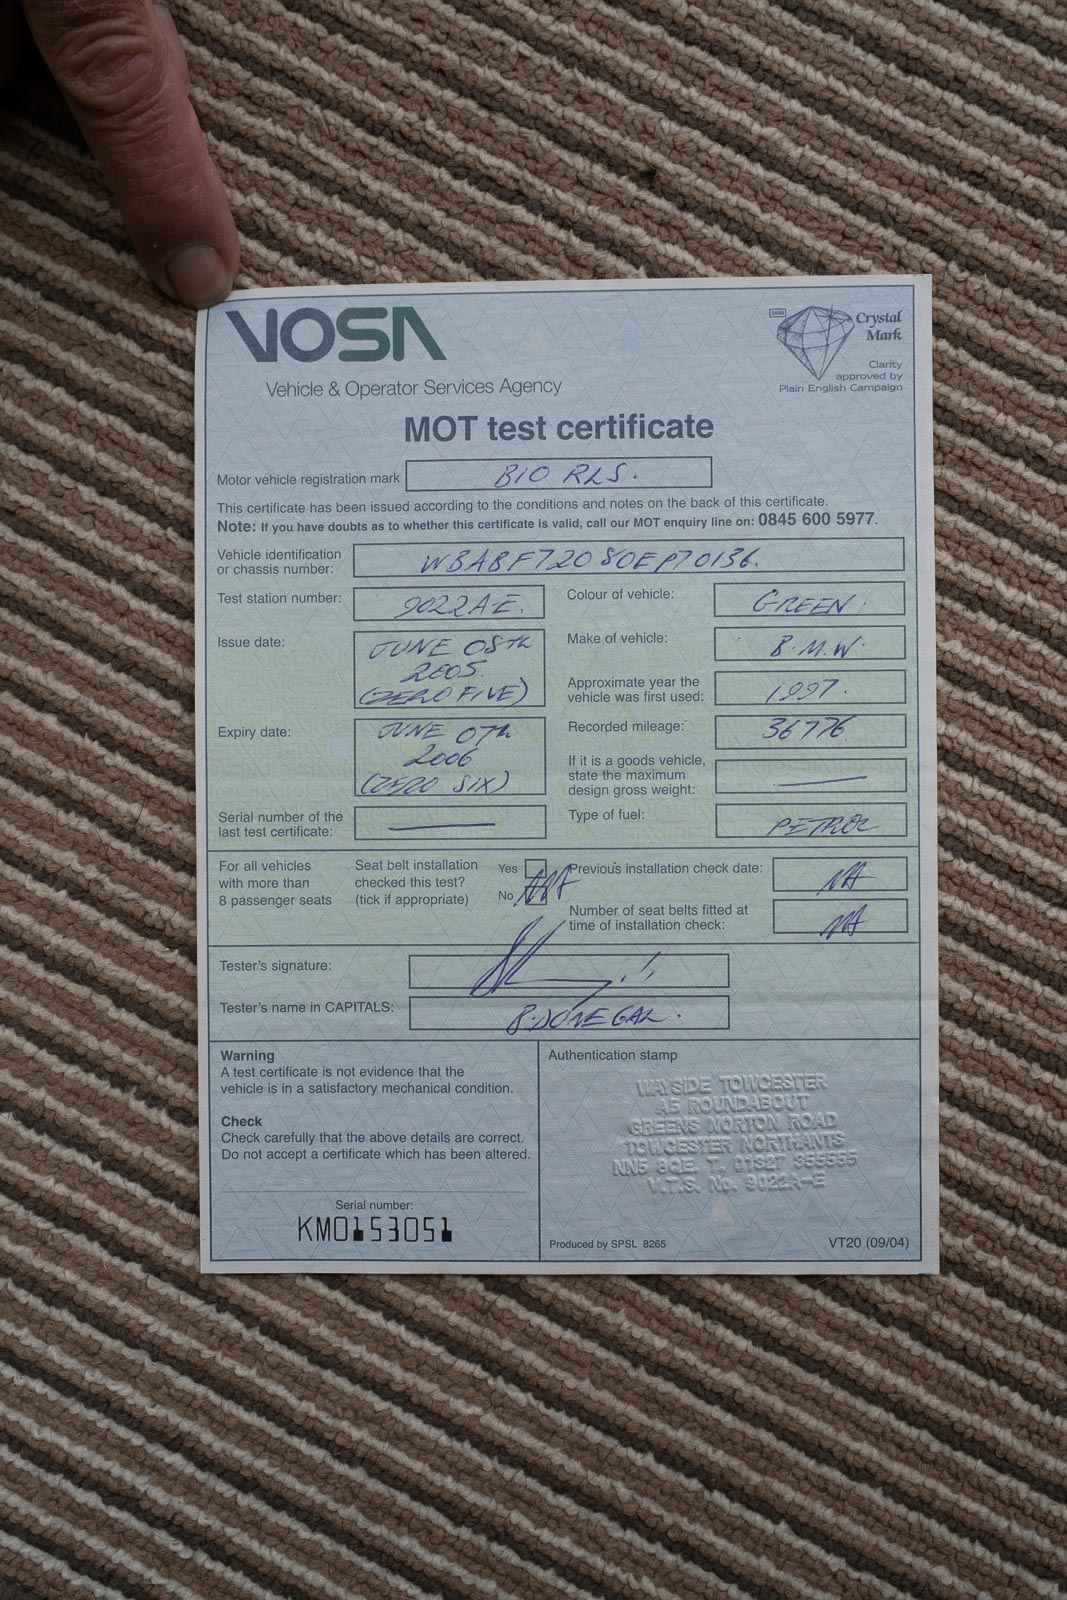 VOSA
Vehicle & Operator Services Agency
2640
Crystal
Mark
Clarity
approved by
Plain English Campaign
MOT test certificate
Motor vehicle registration mark B10 RLS.
This certificate has been issued according to the conditions and notes on the back of this certificate.
Note: If you have doubts as to whether this certificate is valid, call our MOT enquiry line on: 0845 600 5977.
Vehicle identification
or chassis number: WBABF72080EP70136.
Test station number: 9022A-E.
Colour of vehicle: GREEN.
Issue date: JUNE 08TH
2005.
(ZERO FIVE)
Make of vehicle: B.M.W.
Approximate year the
vehicle was first used: 1997.
Expiry date: JUNE 07TH
2006
(ZERO SIX)
Recorded mileage: 36776
If it is a goods vehicle,
state the maximum
design gross weight:
Serial number of the
last test certificate:
Type of fuel: PETROL
For all vehicles
with more than
8 passenger seats
Seat belt installation
checked this test?
(tick if appropriate)
Yes
No
NA
Previous installation check date: NA
Number of seat belts fitted at
time of installation check: NA
Tester's signature:
Tester's name in CAPITALS: B.DONEGAL.
Warning
A test certificate is not evidence that the
vehicle is in a satisfactory mechanical condition.
Check
Check carefully that the above details are correct.
Do not accept a certificate which has been altered.
Serial number:
KM0153051
Authentication stamp
WAYSIDE TOWCESTER
A5 ROUNDABOUT
GREENS NORTON ROAD
TOWCESTER NORTHANTS
NN5 8QE. T. 01327 355555
V.T.S. No. 9022A-E
Produced by SPSL 8265
VT20 (09/04)